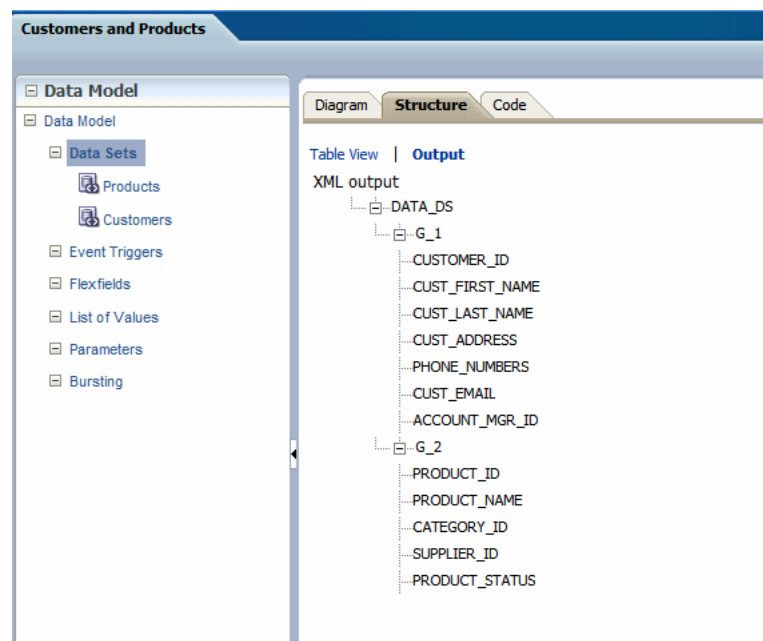 Customers and Products
Data Model
Data Model
Data Sets
Products
Customers
Event Triggers
Flexfields
List of Values
Parameters
Bursting
Diagram Structure Code
Table View | Output
XML output
DATA_DS
G_1
CUSTOMER_ID
CUST_FIRST_NAME
CUST_LAST_NAME
CUST_ADDRESS
PHONE_NUMBERS
CUST_EMAIL
ACCOUNT_MGR_ID
G_2
PRODUCT_ID
PRODUCT_NAME
CATEGORY_ID
SUPPLIER_ID
PRODUCT_STATUS